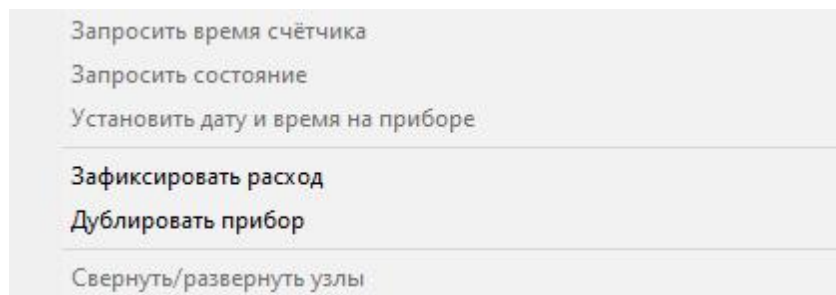 Запросить время счётчика
Запросить состояние
Установить дату и время на приборе
Зафиксировать расход
Дублировать прибор
Свернуть/развернуть узлы